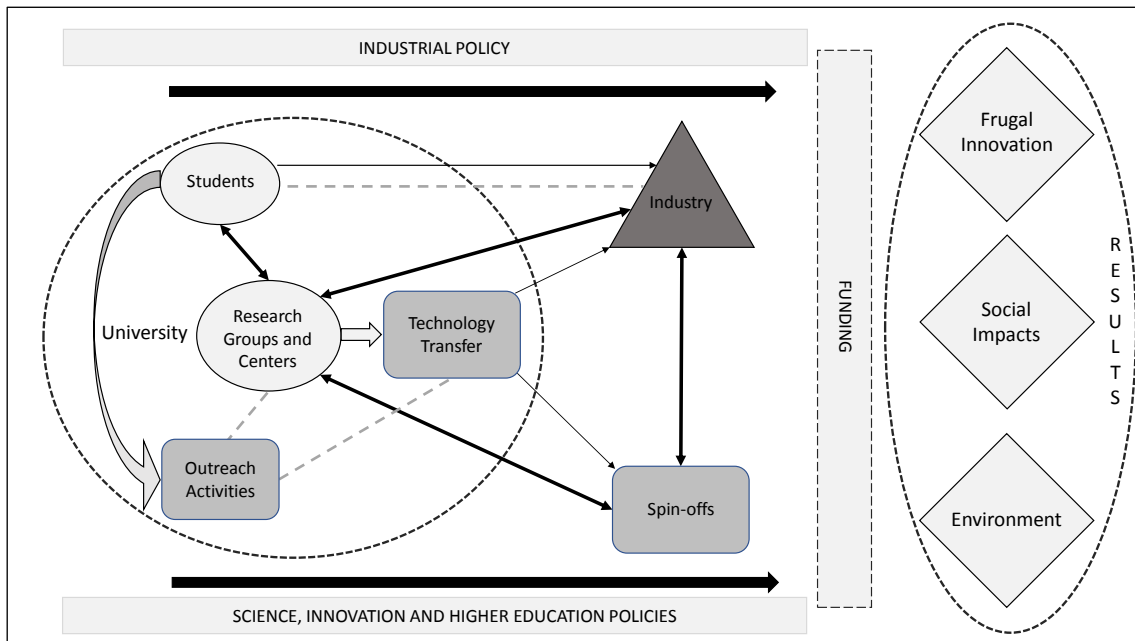 INDUSTRIAL POLICY
Students
Industry
University
Research
Groups and
Centers
Technology
Transfer
Outreach
Activities
Spin-offs
SCIENCE, INNOVATION AND HIGHER EDUCATION POLICIES
FUNDING
Frugal
Innovation
Social
Impacts
Environment
RESULTS